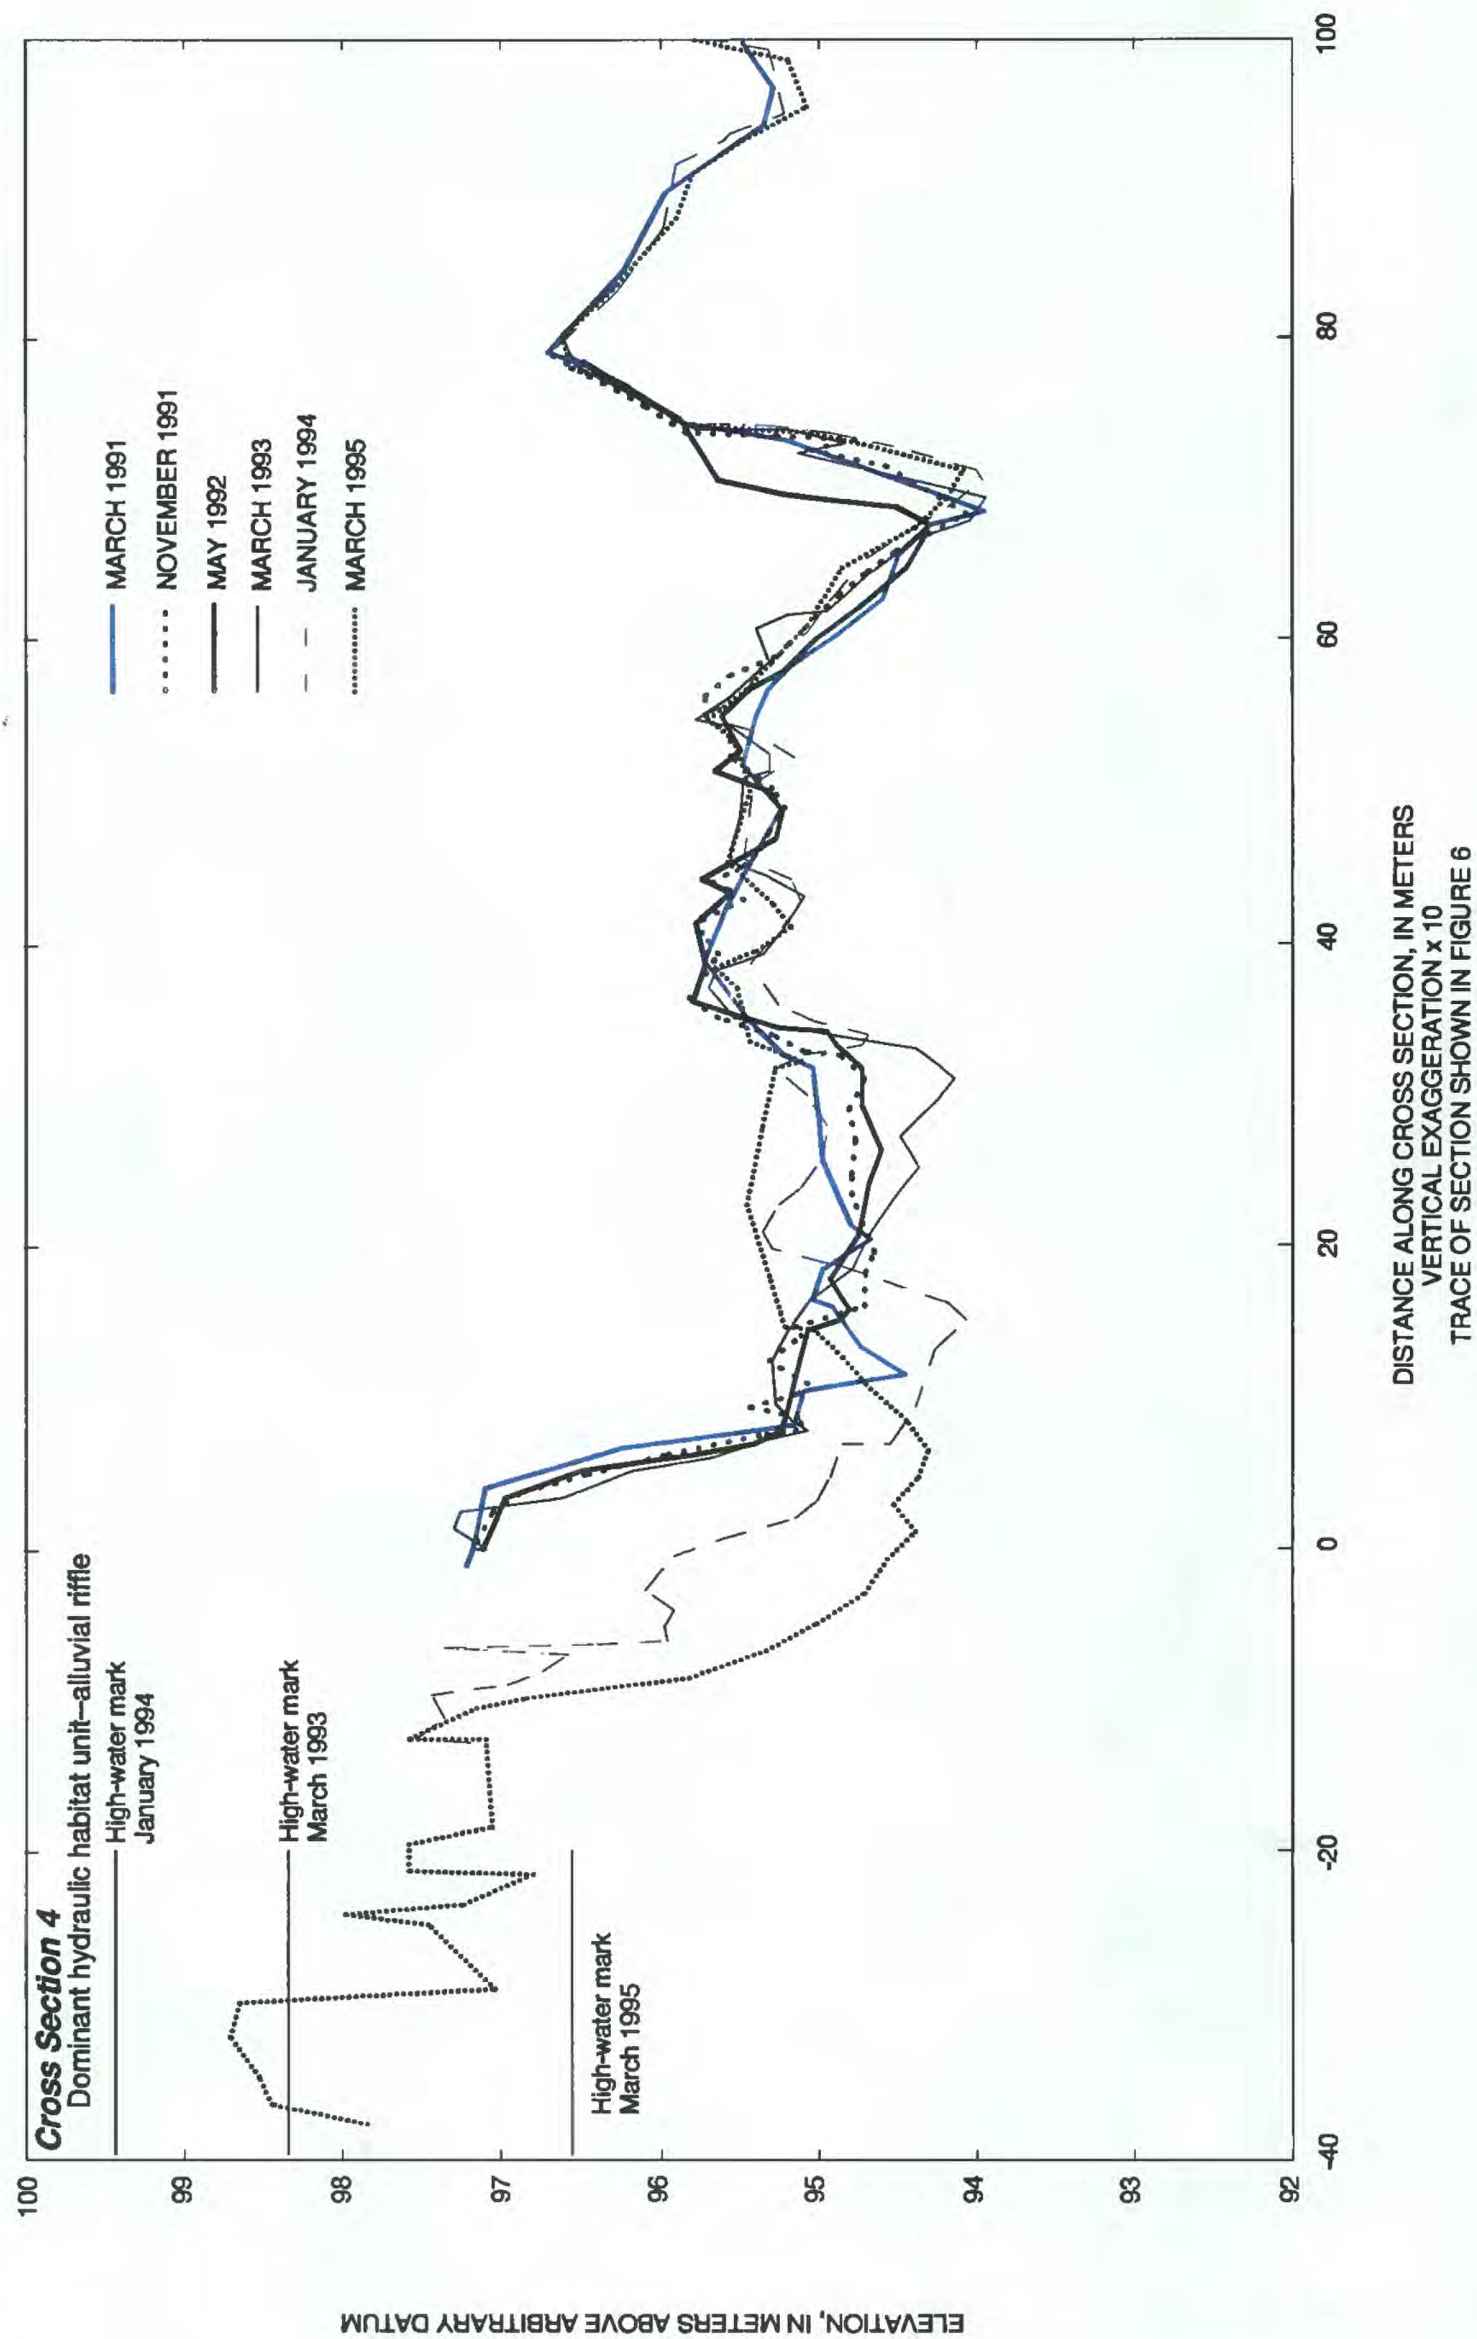 Cross Section 4
Dominant hydraulic habitat unit–alluvial riffle
High-water mark
January 1994
High-water mark
March 1993
High-water mark
March 1995
MARCH 1991
NOVEMBER 1991
MAY 1992
MARCH 1993
JANUARY 1994
MARCH 1995
ELEVATION, IN METERS ABOVE ARBITRARY DATUM
100
99
98
97
96
95
94
93
92
-40
-20
0
20
40
60
80
100
DISTANCE ALONG CROSS SECTION, IN METERS
VERTICAL EXAGGERATION x 10
TRACE OF SECTION SHOWN IN FIGURE 6